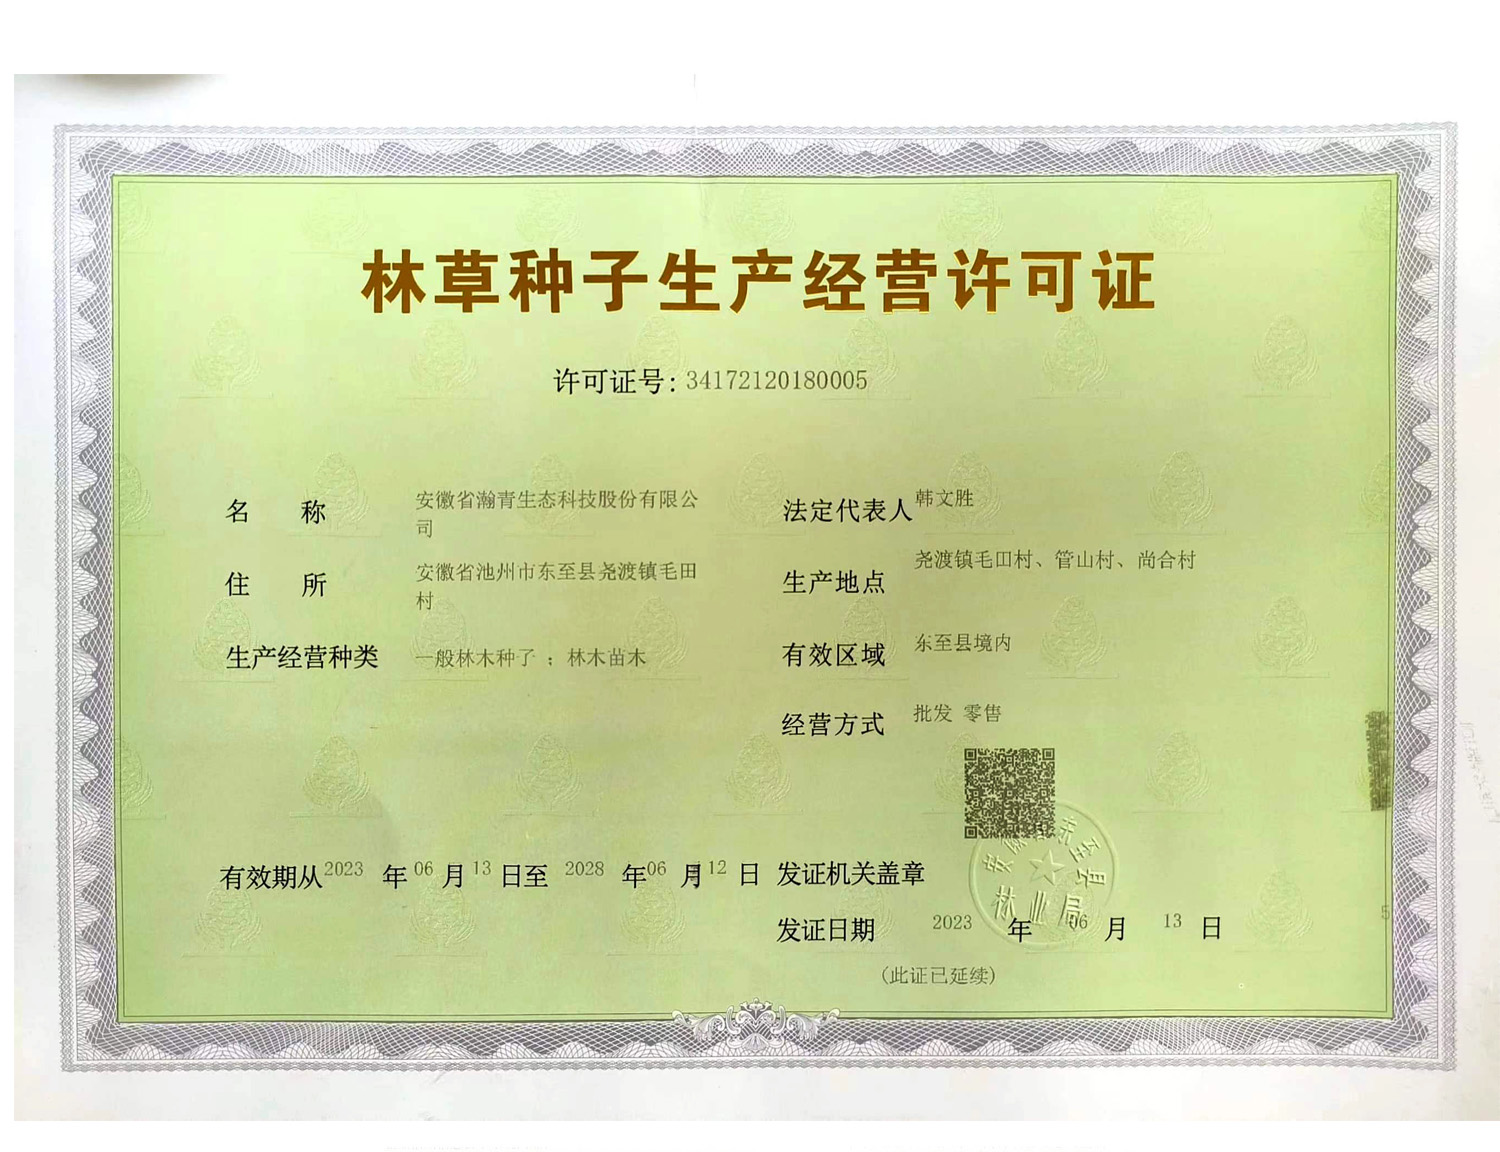 林草种子生产经营许可证
许可证号：34172120180005
名 称 安徽省瀚青生态科技股份有限公
司
法定代表人 韩文胜
住 所 安徽省池州市东至县尧渡镇毛田
村
生产地点 尧渡镇毛田村、管山村、尚合村
生产经营种类 一般林木种子 ； 林木苗木
有效区域 东至县境内
经营方式 批发 零售
有效期从 2023 年 06 月 13 日至 2028 年 06 月 12 日
发证机关盖章
安徽省东至县
林业局
发证日期 2023 年 06 月 13 日
(此证已延续)